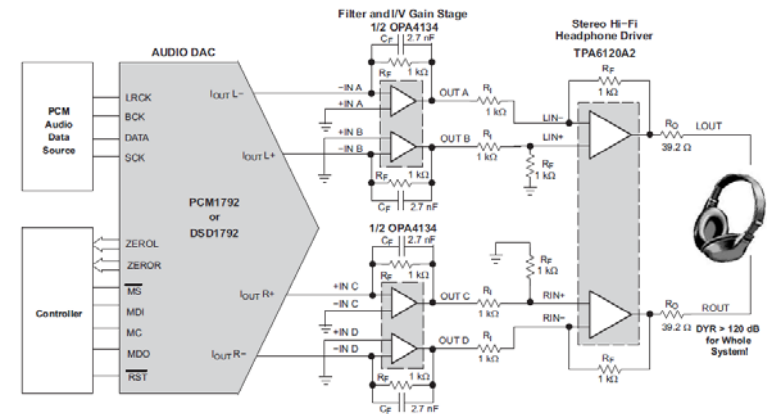 Filter and I/V Gain Stage
1/2 OPA4134
CF 2.7 nF
RF
1 kΩ
Stereo Hi−Fi
Headphone Driver
TPA6120A2
AUDIO DAC
PCM
Audio
Data
Source
LRCK
BCK
DATA
SCK
IOUTL−
IOUTL+
−IN A
+IN A
+IN B
−IN B
OUT A
RI
1 kΩ
OUT B
RI
1 kΩ
LIN−
LIN+
RF
1 kΩ
RF
1 kΩ
RO
39.2 Ω
LOUT
RF
1 kΩ
CF
2.7 nF
PCM1792
or
DSD1792
Controller
ZEROL
ZEROR
MS
MDI
MC
MDO
RST
IOUTR+
IOUTR−
1/2 OPA4134
CF 2.7 nF
RF
1 kΩ
+IN C
−IN C
+IN D
−IN D
OUT C
RI
1 kΩ
OUT D
RI
1 kΩ
RF
1 kΩ
RIN+
RIN−
RO
39.2 Ω
ROUT
RF
1 kΩ
DYR > 120 dB
for Whole
System!
RF
1 kΩ
CF
2.7 nF